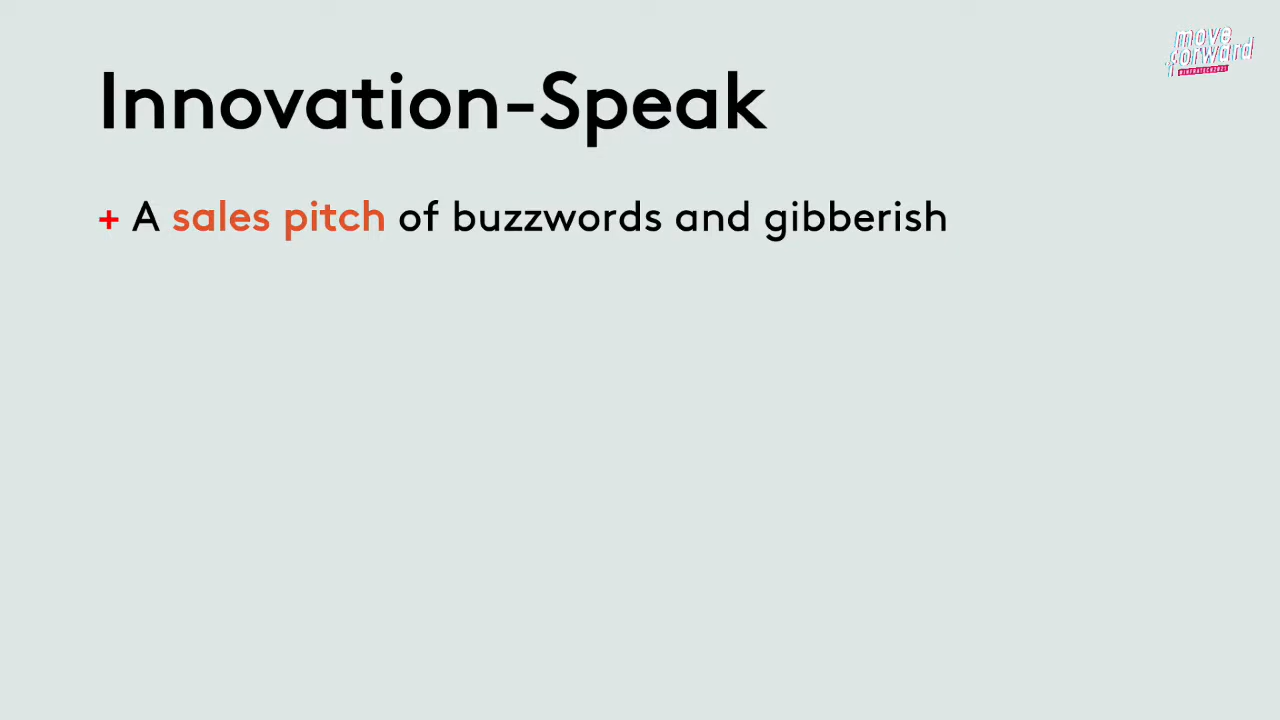 move
forward
Innovation-Speak
+ A sales pitch of buzzwords and gibberish